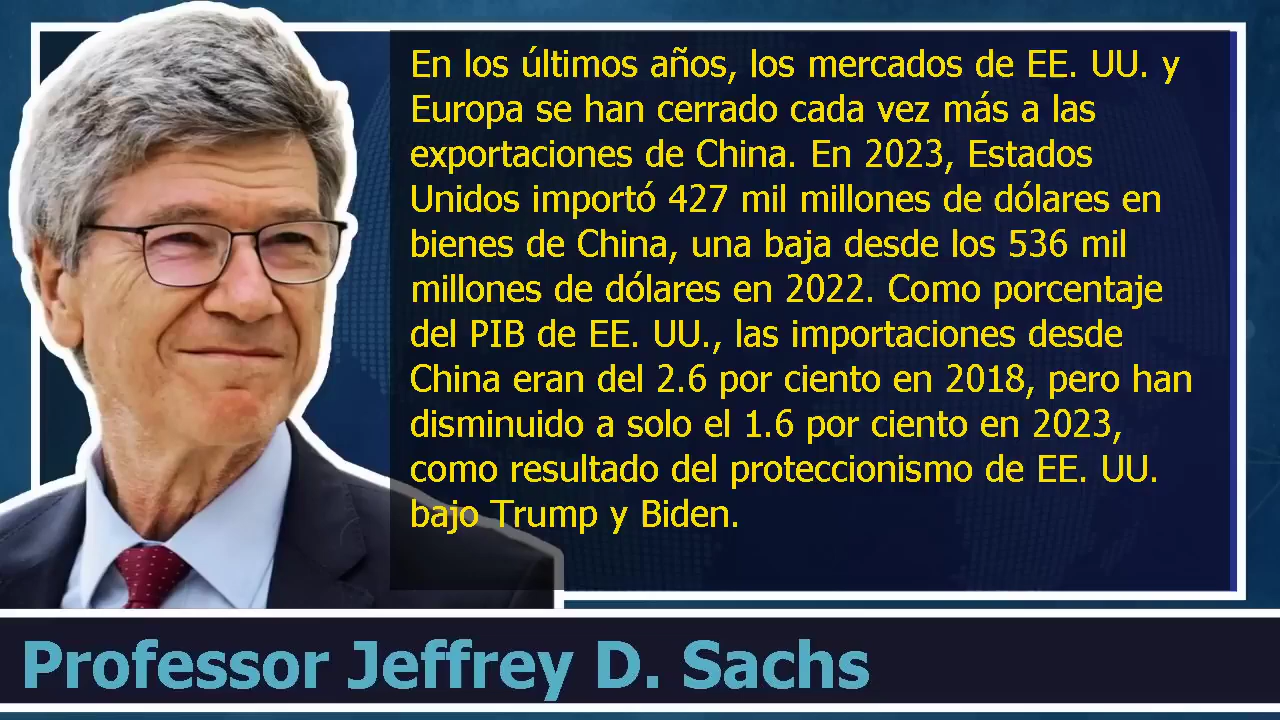 En los últimos años, los mercados de EE. UU. y
Europa se han cerrado cada vez más a las
exportaciones de China. En 2023, Estados
Unidos importó 427 mil millones de dólares en
bienes de China, una baja desde los 536 mil
millones de dólares en 2022. Como porcentaje
del PIB de EE. UU., las importaciones desde
China eran del 2.6 por ciento en 2018, pero han
disminuido a solo el 1.6 por ciento en 2023,
como resultado del proteccionismo de EE. UU.
bajo Trump y Biden.
Professor Jeffrey D. Sachs